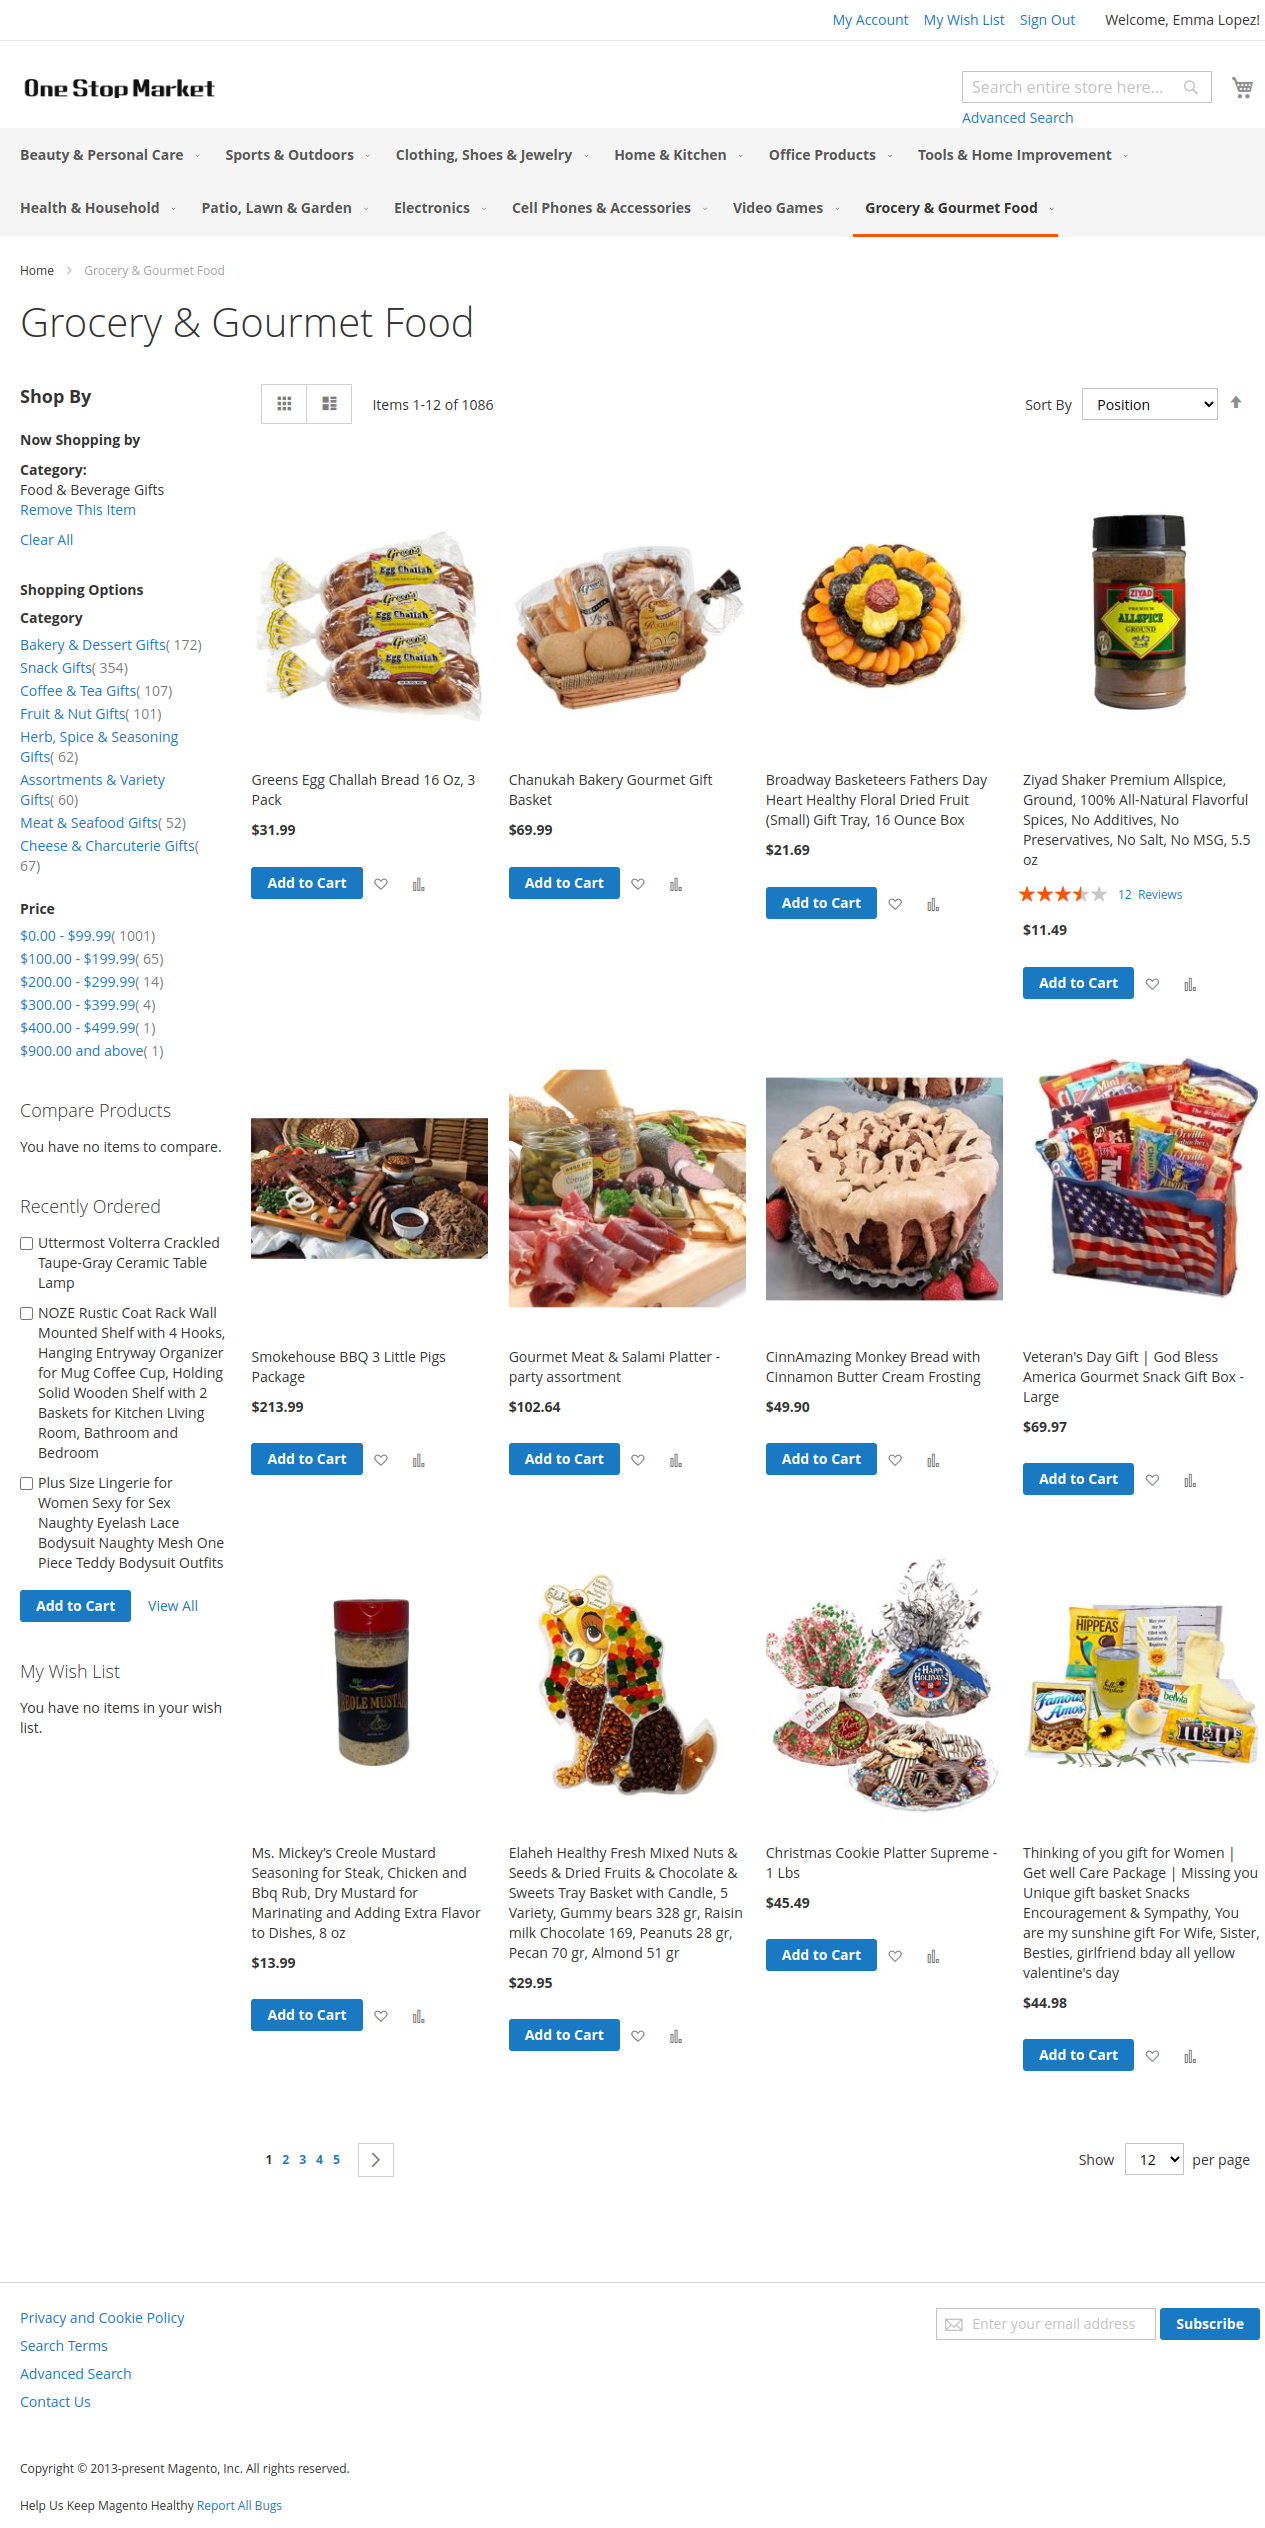 My Account My Wish List Sign Out Welcome, Emma Lopez!
One Stop Market
Search entire store here...
Advanced Search
Beauty & Personal Care Sports & Outdoors Clothing, Shoes & Jewelry Home & Kitchen Office Products Tools & Home Improvement
Health & Household Patio, Lawn & Garden Electronics Cell Phones & Accessories Video Games Grocery & Gourmet Food
Home > Grocery & Gourmet Food
Grocery & Gourmet Food
Shop By
Now Shopping by
Category:
Food & Beverage Gifts
Remove This Item
Clear All
Shopping Options
Category
Bakery & Dessert Gifts( 172)
Snack Gifts( 354)
Coffee & Tea Gifts( 107)
Fruit & Nut Gifts( 101)
Herb, Spice & Seasoning
Gifts( 62)
Assortments & Variety
Gifts( 60)
Meat & Seafood Gifts( 52)
Cheese & Charcuterie Gifts(
67)
Price
$0.00 - $99.99( 1001)
$100.00 - $199.99( 65)
$200.00 - $299.99( 14)
$300.00 - $399.99( 4)
$400.00 - $499.99( 1)
$900.00 and above( 1)
Compare Products
You have no items to compare.
Recently Ordered
Uttermost Volterra Crackled
Taupe-Gray Ceramic Table
Lamp
NOZE Rustic Coat Rack Wall
Mounted Shelf with 4 Hooks,
Hanging Entryway Organizer
for Mug Coffee Cup, Holding
Solid Wooden Shelf with 2
Baskets for Kitchen Living
Room, Bathroom and
Bedroom
Plus Size Lingerie for
Women Sexy for Sex
Naughty Eyelash Lace
Bodysuit Naughty Mesh One
Piece Teddy Bodysuit Outfits
Add to Cart View All
My Wish List
You have no items in your wish
list.
Items 1-12 of 1086
Sort By Position
Green's
Egg Challah
Green's
Egg Challah
Green's
Egg Challah
Greens Egg Challah Bread 16 Oz, 3
Pack
$31.99
Add to Cart
Chanukah Bakery Gourmet Gift
Basket
$69.99
Add to Cart
Broadway Basketeers Fathers Day
Heart Healthy Floral Dried Fruit
(Small) Gift Tray, 16 Ounce Box
$21.69
Add to Cart
ZIYAD
PREMIUM
ALLSPICE
GROUND
Ziyad Shaker Premium Allspice,
Ground, 100% All-Natural Flavorful
Spices, No Additives, No
Preservatives, No Salt, No MSG, 5.5
oz
12 Reviews
$11.49
Add to Cart
Smokehouse BBQ 3 Little Pigs
Package
$213.99
Add to Cart
Gourmet Meat & Salami Platter -
party assortment
$102.64
Add to Cart
CinnAmazing Monkey Bread with
Cinnamon Butter Cream Frosting
$49.90
Add to Cart
Mini
Orville
Orville
Veteran's Day Gift | God Bless
America Gourmet Snack Gift Box -
Large
$69.97
Add to Cart
CREOLE MUSTARD
Ms. Mickey’s Creole Mustard
Seasoning for Steak, Chicken and
Bbq Rub, Dry Mustard for
Marinating and Adding Extra Flavor
to Dishes, 8 oz
$13.99
Add to Cart
Elaheh Healthy Fresh Mixed Nuts &
Seeds & Dried Fruits & Chocolate &
Sweets Tray Basket with Candle, 5
Variety, Gummy bears 328 gr, Raisin
milk Chocolate 169, Peanuts 28 gr,
Pecan 70 gr, Almond 51 gr
$29.95
Add to Cart
HAPPY
HOLIDAYS
Merry
Christmas
Christmas Cookie Platter Supreme -
1 Lbs
$45.49
Add to Cart
HIPPEAS
Famous
Amos
belVita
m&m's
Thinking of you gift for Women |
Get well Care Package | Missing you
Unique gift basket Snacks
Encouragement & Sympathy, You
are my sunshine gift For Wife, Sister,
Besties, girlfriend bday all yellow
valentine's day
$44.98
Add to Cart
1 2 3 4 5
Show 12 per page
Privacy and Cookie Policy
Search Terms
Advanced Search
Contact Us
Enter your email address Subscribe
Copyright © 2013-present Magento, Inc. All rights reserved.
Help Us Keep Magento Healthy Report All Bugs